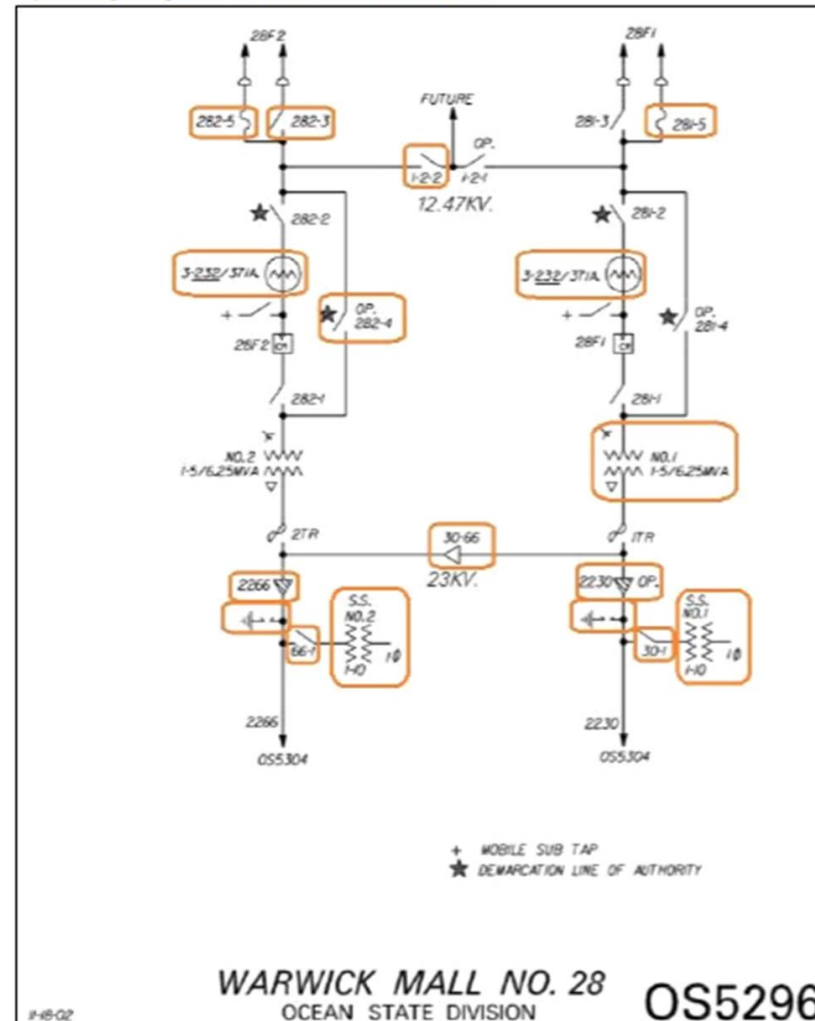 28F2
28F1
282-5
282-3
281-3
281-5
FUTURE
OP.
1-2-2
1-2-1
12.47KV.
282-2
281-2
3-232/371A.
3-232/371A.
OP.
282-4
OP.
281-4
28F2
28F1
282-1
281-1
NO.2
1-5/6.25MVA
NO.1
1-5/6.25MVA
2TR
1TR
30-66
23KV.
2266
2230 OP.
S.S.
NO.2
1-10
1Φ
66-1
S.S.
NO.1
1-10
1Φ
30-1
2266
2230
OS5304
OS5304
+ MOBILE SUB TAP
★ DEMARCATION LINE OF AUTHORITY
WARWICK MALL NO. 28
OCEAN STATE DIVISION
OS5296
11-18-02